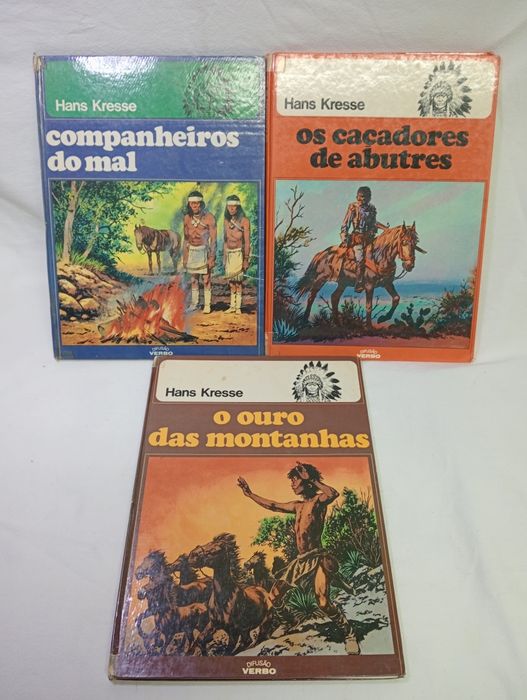 Hans Kresse
companheiros
do mal
DIFUSÃO
VERBO
Hans Kresse
os caçadores
de abutres
DIFUSÃO
VERBO
Hans Kresse
o ouro
das montanhas
DIFUSÃO
VERBO